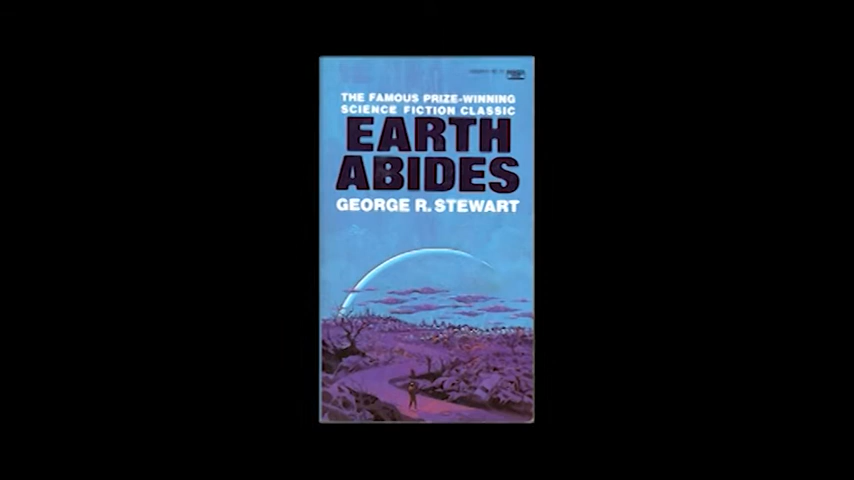 THE FAMOUS PRIZE-WINNING
SCIENCE FICTION CLASSIC
EARTH
ABIDES
GEORGE R. STEWART